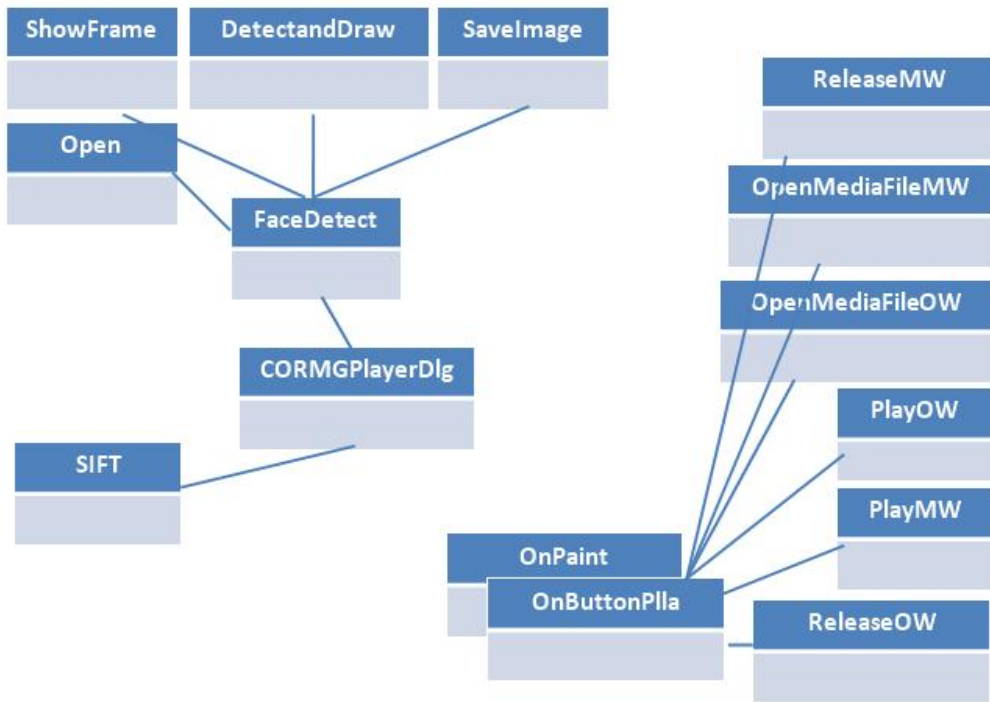 ShowFrame
DetectandDraw
SaveImage
Open
FaceDetect
CORMGPlayerDlg
SIFT
ReleaseMW
OpenMediaFileMW
OpenMediaFileOW
PlayOW
PlayMW
OnPaint
OnButtonPlla
ReleaseOW